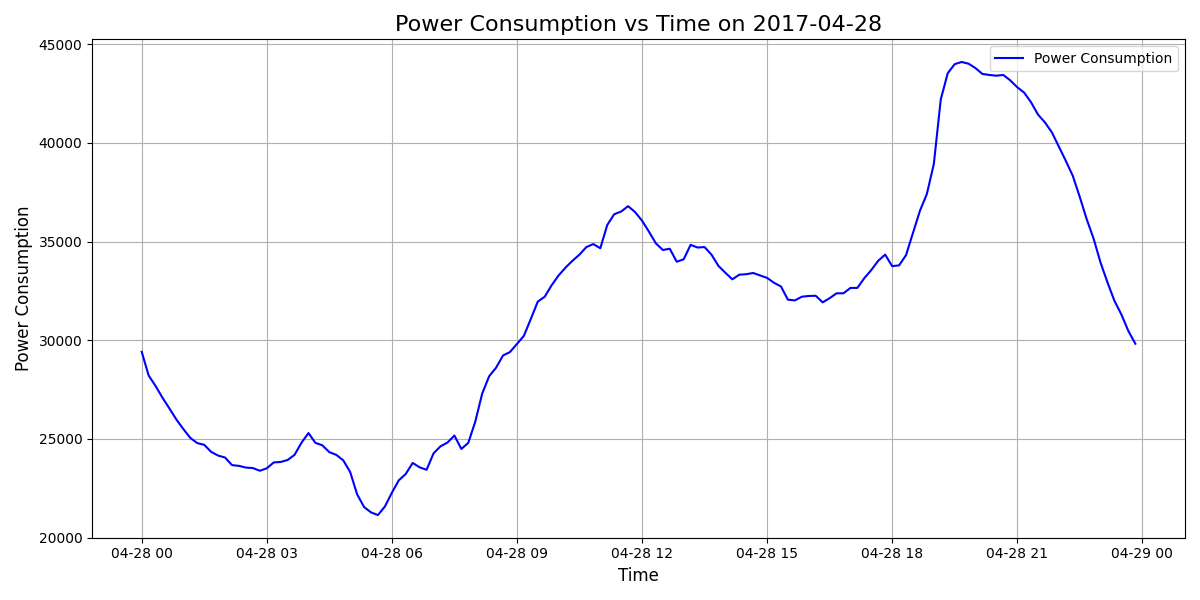 Power Consumption vs Time on 2017-04-28
Power Consumption
45000
40000
35000
30000
25000
20000
Power Consumption
04-28 00 04-28 03 04-28 06 04-28 09 04-28 12 04-28 15 04-28 18 04-28 21 04-29 00
Time